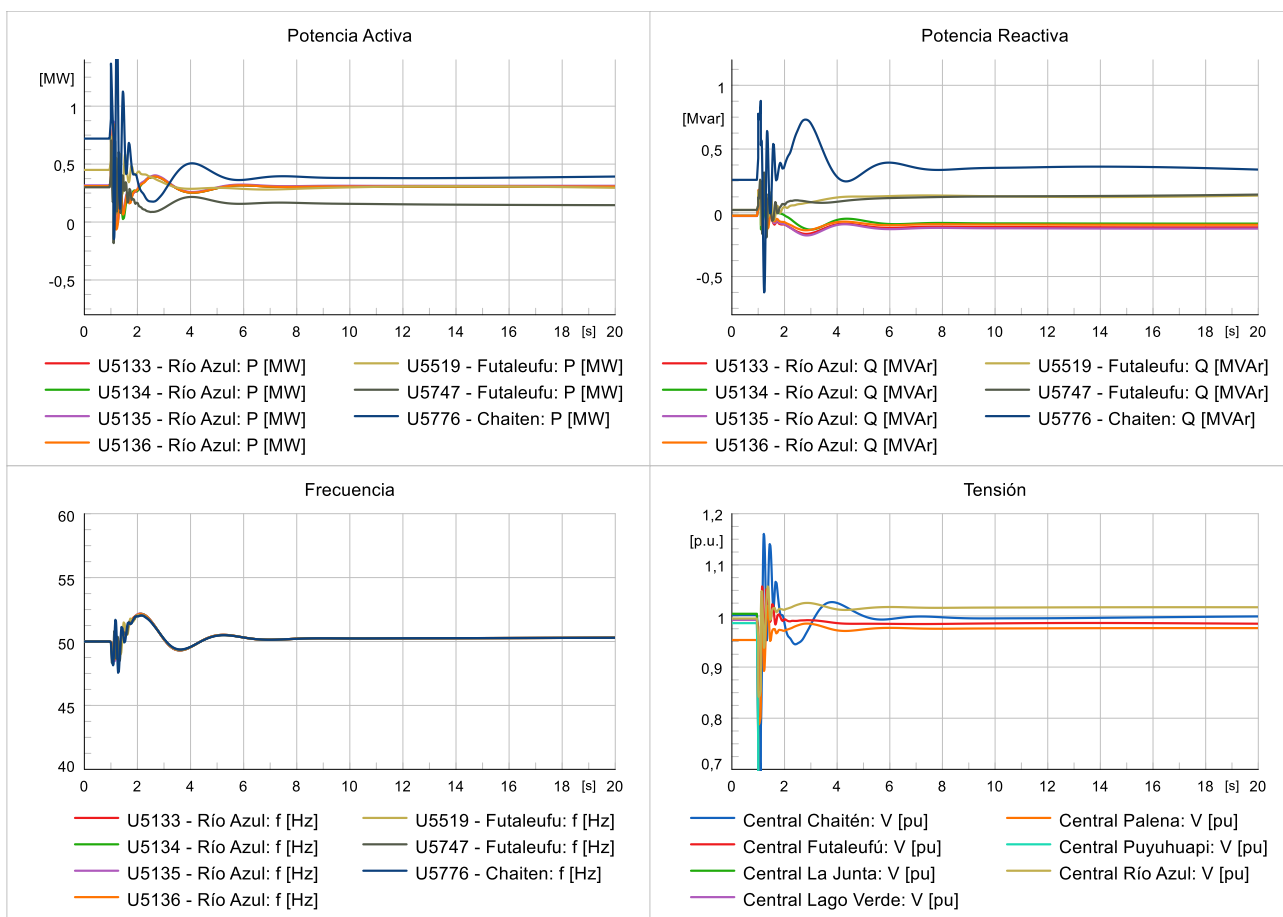 Potencia Activa
[MW]
1
0,5
0
-0,5
0 2 4 6 8 10 12 14 16 18 [s] 20
U5133 - Río Azul: P [MW]
U5134 - Río Azul: P [MW]
U5135 - Río Azul: P [MW]
U5136 - Río Azul: P [MW]
U5519 - Futaleufu: P [MW]
U5747 - Futaleufu: P [MW]
U5776 - Chaiten: P [MW]
Potencia Reactiva
1
[Mvar]
0,5
0
-0,5
0 2 4 6 8 10 12 14 16 18 [s] 20
U5133 - Río Azul: Q [MVAr]
U5134 - Río Azul: Q [MVAr]
U5135 - Río Azul: Q [MVAr]
U5136 - Río Azul: Q [MVAr]
U5519 - Futaleufu: Q [MVAr]
U5747 - Futaleufu: Q [MVAr]
U5776 - Chaiten: Q [MVAr]
Frecuencia
60
55
50
45
40
0 2 4 6 8 10 12 14 16 18 [s] 20
U5133 - Río Azul: f [Hz]
U5134 - Río Azul: f [Hz]
U5135 - Río Azul: f [Hz]
U5136 - Río Azul: f [Hz]
U5519 - Futaleufu: f [Hz]
U5747 - Futaleufu: f [Hz]
U5776 - Chaiten: f [Hz]
Tensión
1,2
[p.u.]
1,1
1
0,9
0,8
0,7
0 2 4 6 8 10 12 14 16 18 [s] 20
Central Chaitén: V [pu]
Central Futaleufú: V [pu]
Central La Junta: V [pu]
Central Lago Verde: V [pu]
Central Palena: V [pu]
Central Puyuhuapi: V [pu]
Central Río Azul: V [pu]